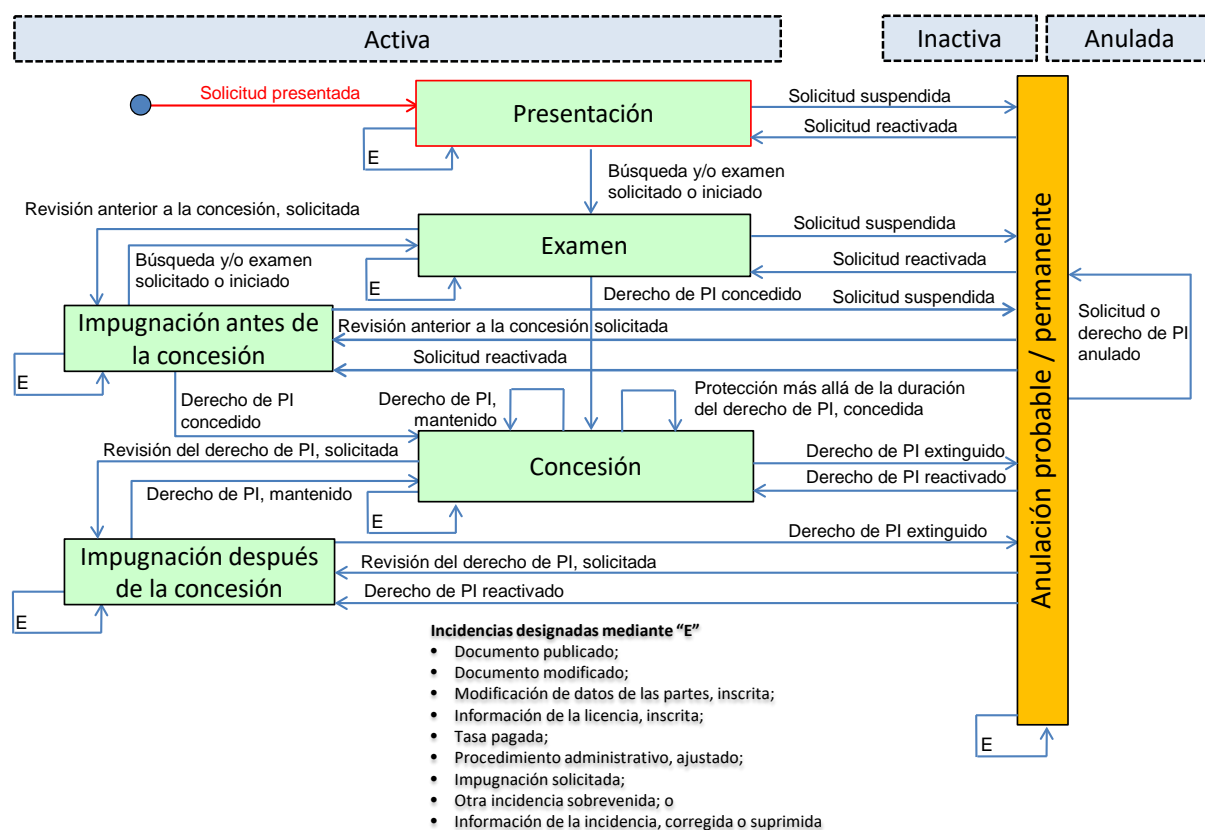 Activa
Inactiva
Anulada
Solicitud presentada
Presentación
Solicitud suspendida
Solicitud reactivada
E
Búsqueda y/o examen
solicitado o iniciado
Revisión anterior a la concesión, solicitada
Examen
Solicitud suspendida
Búsqueda y/o examen
solicitado o iniciado
Solicitud reactivada
E
Derecho de PI concedido
Solicitud suspendida
Impugnación antes de
la concesión
Revisión anterior a la concesión solicitada
Solicitud reactivada
E
Solicitud o
derecho de PI
anulado
Anulación probable / permanente
Derecho de PI
concedido
Derecho de PI,
mantenido
Protección más allá de la duración
del derecho de PI, concedida
Revisión del derecho de PI, solicitada
Concesión
Derecho de PI extinguido
Derecho de PI reactivado
Derecho de PI, mantenido
E
Derecho de PI extinguido
Impugnación después
de la concesión
Revisión del derecho de PI, solicitada
Derecho de PI reactivado
E
Incidencias designadas mediante “E”
• Documento publicado;
• Documento modificado;
• Modificación de datos de las partes, inscrita;
• Información de la licencia, inscrita;
• Tasa pagada;
• Procedimiento administrativo, ajustado;
• Impugnación solicitada;
• Otra incidencia sobrevenida; o
• Información de la incidencia, corregida o suprimida
E